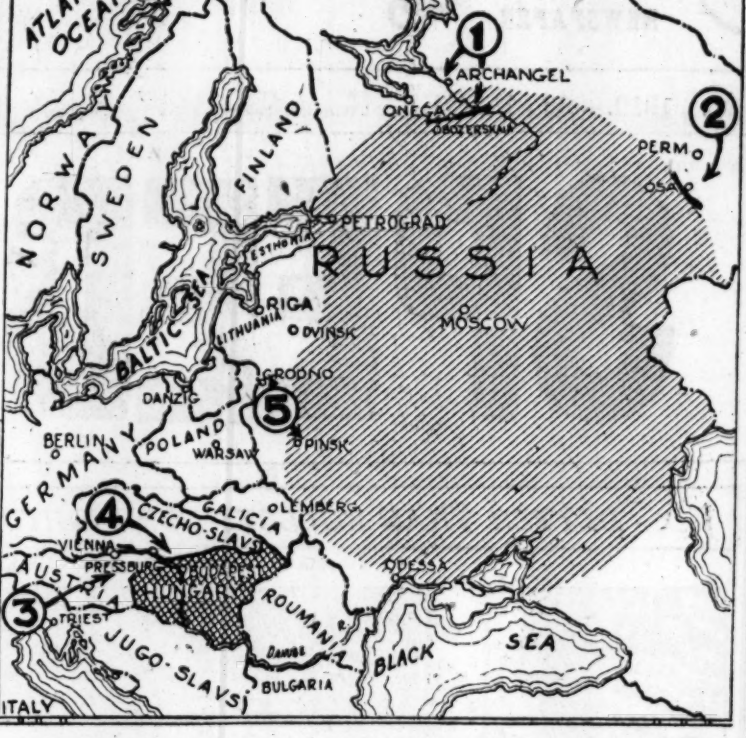 ATLANTIC
OCEAN
1
ARCHANGEL
ONEGA
OBOZERSKAIA
2
PERM
OSA
NORWAY
SWEDEN
FINLAND
PETROGRAD
ESTHONIA
RUSSIA
BALTIC SEA
RIGA
LITHUANIA
DVINSK
MOSCOW
GRODNO
DANZIG
5
PINSK
BERLIN
GERMANY
POLAND
WARSAW
GALICIA
LEMBERG
4
CZECHO-SLAVS
VIENNA
PRESSBURG
BUDAPEST
ODESSA
AUSTRIA
HUNGARY
3
TRIEST
ROUMANIA
JUGO-SLAVS
DANUBE R.
BLACK SEA
BULGARIA
ITALY